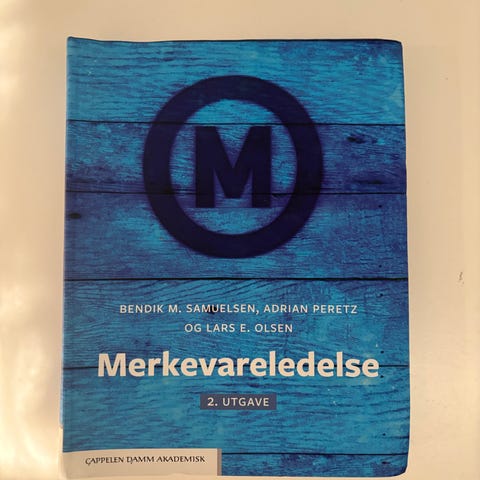 M
BENDIK M. SAMUELSEN, ADRIAN PERETZ
OG LARS E. OLSEN
Merkevareledelse
2. UTGAVE
CAPPELEN DAMM AKADEMISK